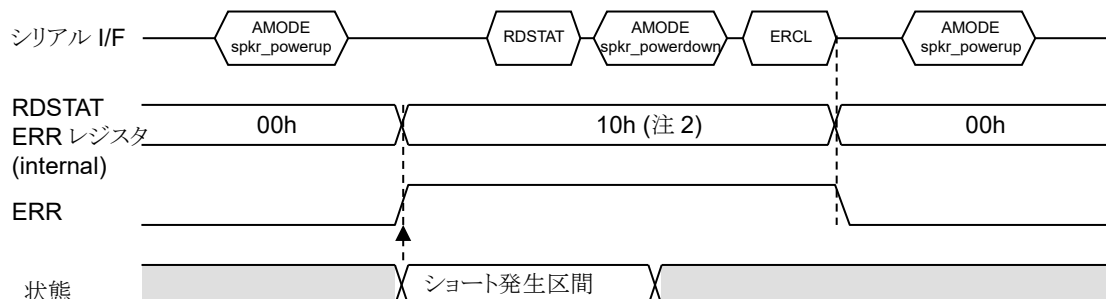 シリアル I/F
AMODE
spkr_powerup
RDSTAT
AMODE
spkr_powerdown
ERCL
AMODE
spkr_powerup
RDSTAT
ERR レジスタ
(internal)
00h
10h (注 2)
00h
ERR
状態
ショート発生区間